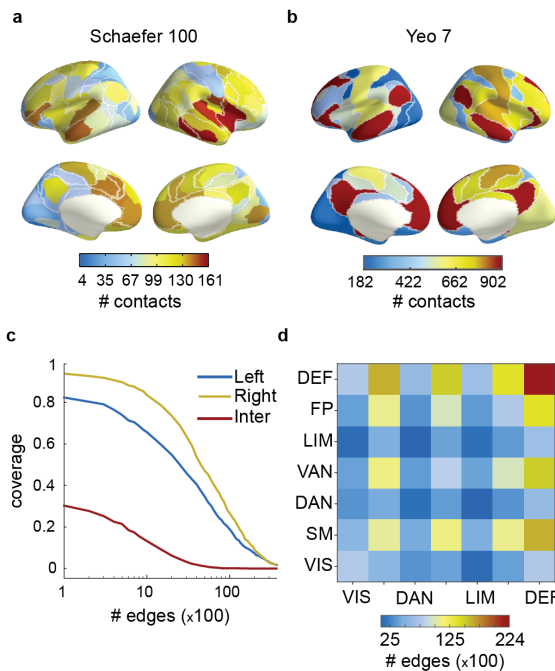 a
Schaefer 100
4 35 67 99 130 161
# contacts
b
Yeo 7
182 422 662 902
# contacts
c
1
0.8
0.6
0.4
0.2
0
coverage
Left
Right
Inter
1 10 100
# edges (x100)
d
DEF
FP
LIM
VAN
DAN
SM
VIS
VIS DAN LIM DEF
25 125 224
# edges (x100)